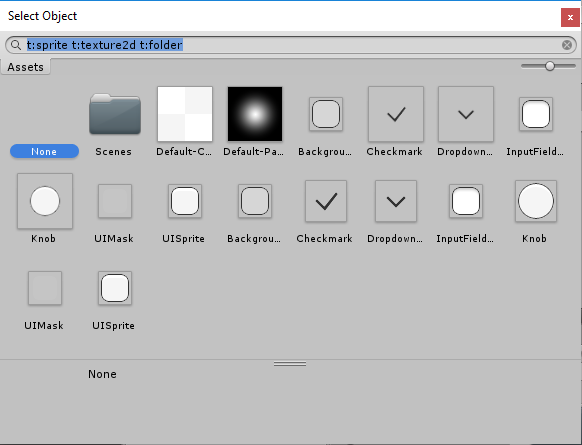 Select Object
x
t:sprite t:texture2d t:folder
Assets
None Scenes Default-C... Default-Pa... Backgrou... Checkmark Dropdown... InputField...
Knob UIMask UISprite Backgrou... Checkmark Dropdown... InputField... Knob
UIMask UISprite
None